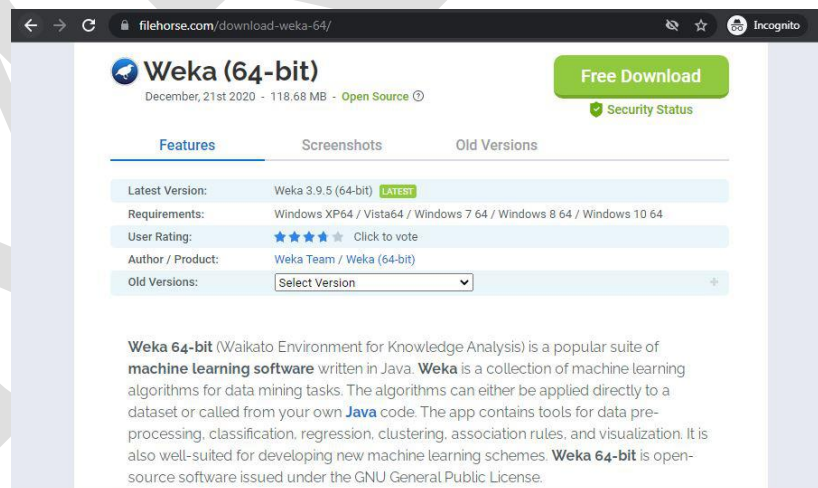 filehorse.com/download-weka-64/
Incognito
Weka (64-bit)
Free Download
December, 21st 2020 - 118.68 MB - Open Source
Security Status
Features Screenshots Old Versions
Latest Version: Weka 3.9.5 (64-bit) LATEST
Requirements: Windows XP64 / Vista64 / Windows 7 64 / Windows 8 64 / Windows 10 64
User Rating: Click to vote
Author / Product: Weka Team / Weka (64-bit)
Old Versions: Select Version
Weka 64-bit (Waikato Environment for Knowledge Analysis) is a popular suite of
machine learning software written in Java. Weka is a collection of machine learning
algorithms for data mining tasks. The algorithms can either be applied directly to a
dataset or called from your own Java code. The app contains tools for data pre-
processing, classification, regression, clustering, association rules, and visualization. It is
also well-suited for developing new machine learning schemes. Weka 64-bit is open-
source software issued under the GNU General Public License.